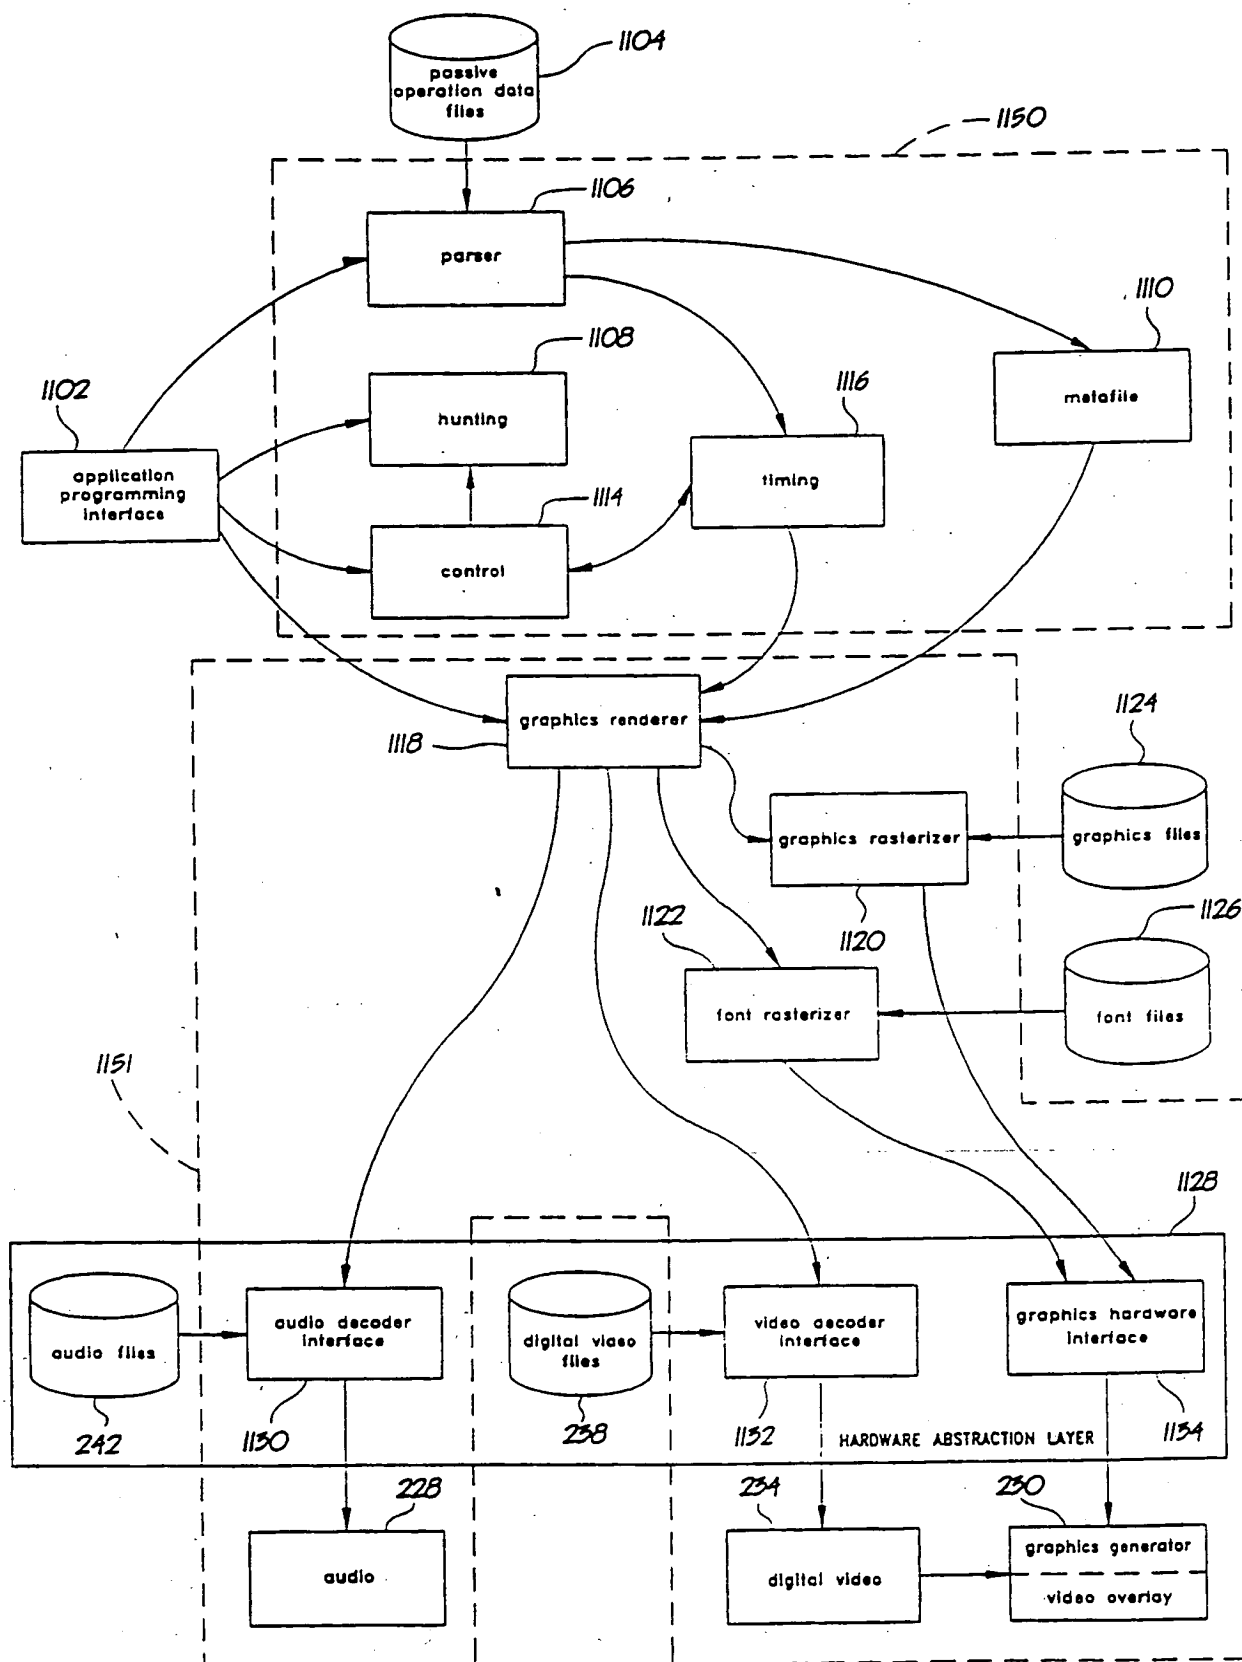 1104
passive
operation data
files
1150
1106
parser
1110
metafile
1108
hunting
1116
timing
1102
application
programming
interface
1114
control
graphics renderer
1118
1124
graphics files
graphics rasterizer
1120
1126
font files
1122
font rasterizer
1151
1128
audio files
242
audio decoder
interface
1130
digital video
files
238
video decoder
interface
1132
graphics hardware
interface
1134
HARDWARE ABSTRACTION LAYER
228
audio
234
digital video
230
graphics generator
video overlay